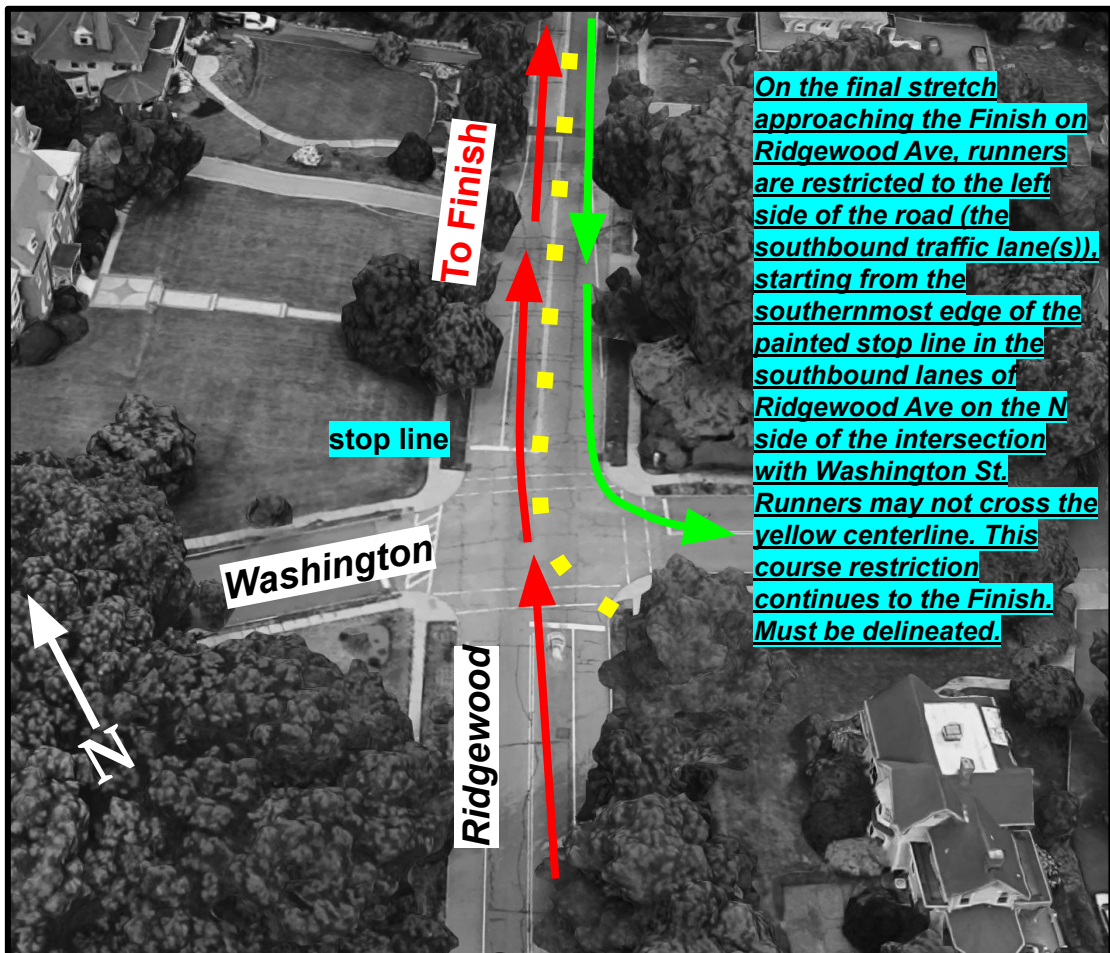 On the final stretch
approaching the Finish on
Ridgewood Ave, runners
are restricted to the left
side of the road (the
southbound traffic lane(s)),
starting from the
southernmost edge of the
painted stop line in the
southbound lanes of
Ridgewood Ave on the N
side of the intersection
with Washington St.
Runners may not cross the
yellow centerline. This
course restriction
continues to the Finish.
Must be delineated.
To Finish
stop line
Washington
Ridgewood
N